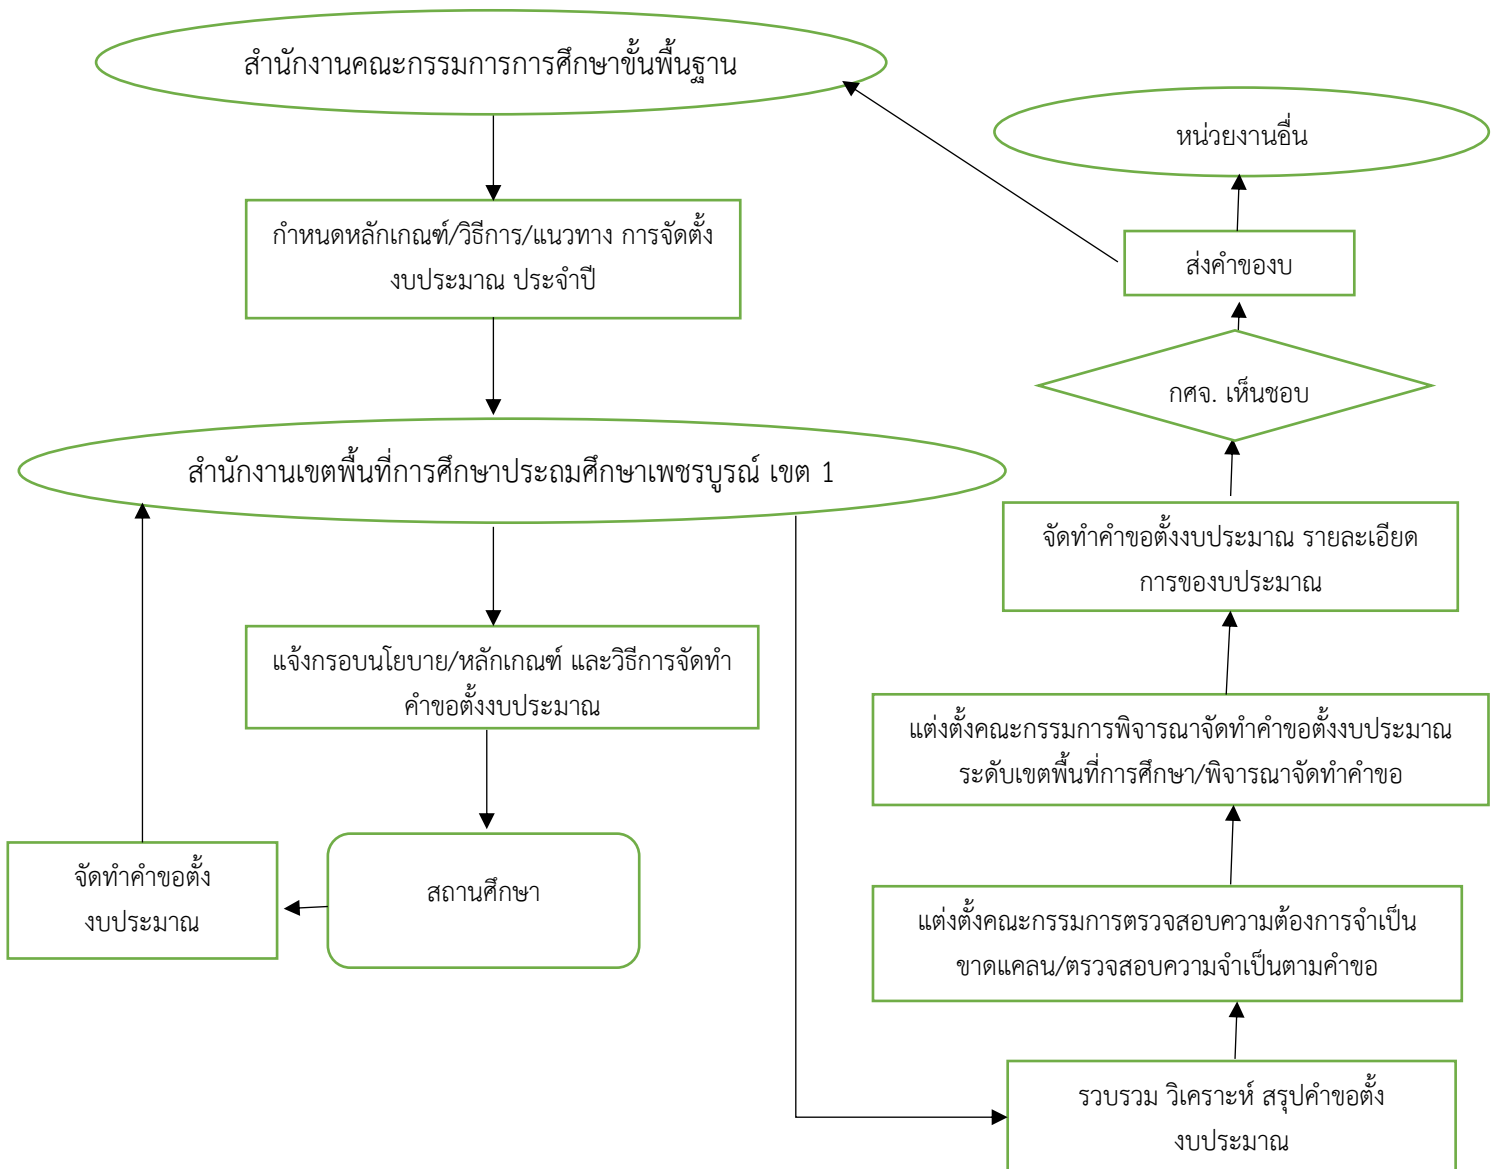 สำนักงานคณะกรรมการการศึกษาขั้นพื้นฐาน
หน่วยงานอื่น
กำหนดหลักเกณฑ์/วิธีการ/แนวทาง การจัดตั้ง
งบประมาณ ประจำปี
ส่งคำของบ
กศจ. เห็นชอบ
สำนักงานเขตพื้นที่การศึกษาประถมศึกษาเพชรบูรณ์ เขต 1
จัดทำคำขอตั้งงบประมาณ รายละเอียด
การของบประมาณ
แจ้งกรอบนโยบาย/หลักเกณฑ์ และวิธีการจัดทำ
คำขอตั้งงบประมาณ
แต่งตั้งคณะกรรมการพิจารณาจัดทำคำขอตั้งงบประมาณ
ระดับเขตพื้นที่การศึกษา/พิจารณาจัดทำคำขอ
จัดทำคำขอตั้ง
งบประมาณ
สถานศึกษา
แต่งตั้งคณะกรรมการตรวจสอบความต้องการจำเป็น
ขาดแคลน/ตรวจสอบความจำเป็นตามคำขอ
รวบรวม วิเคราะห์ สรุปคำขอตั้ง
งบประมาณ